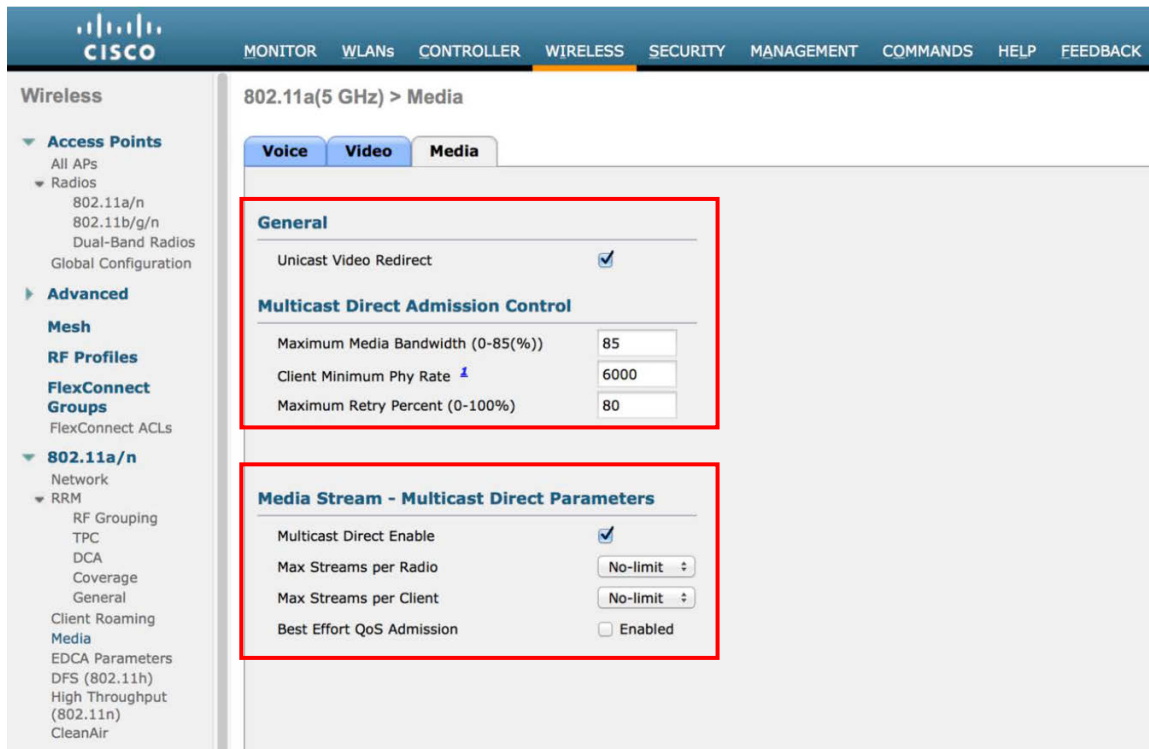 CISCO
MONITOR WLANs CONTROLLER WIRELESS SECURITY MANAGEMENT COMMANDS HELP FEEDBACK
Wireless
Access Points
All APs
Radios
802.11a/n
802.11b/g/n
Dual-Band Radios
Global Configuration
Advanced
Mesh
RF Profiles
FlexConnect
Groups
FlexConnect ACLs
802.11a/n
Network
RRM
RF Grouping
TPC
DCA
Coverage
General
Client Roaming
Media
EDCA Parameters
DFS (802.11h)
High Throughput
(802.11n)
CleanAir
802.11a(5 GHz) > Media
Voice Video Media
General
Unicast Video Redirect
Multicast Direct Admission Control
Maximum Media Bandwidth (0-85(%)) 85
Client Minimum Phy Rate 1 6000
Maximum Retry Percent (0-100%) 80
Media Stream - Multicast Direct Parameters
Multicast Direct Enable
Max Streams per Radio No-limit
Max Streams per Client No-limit
Best Effort QoS Admission Enabled